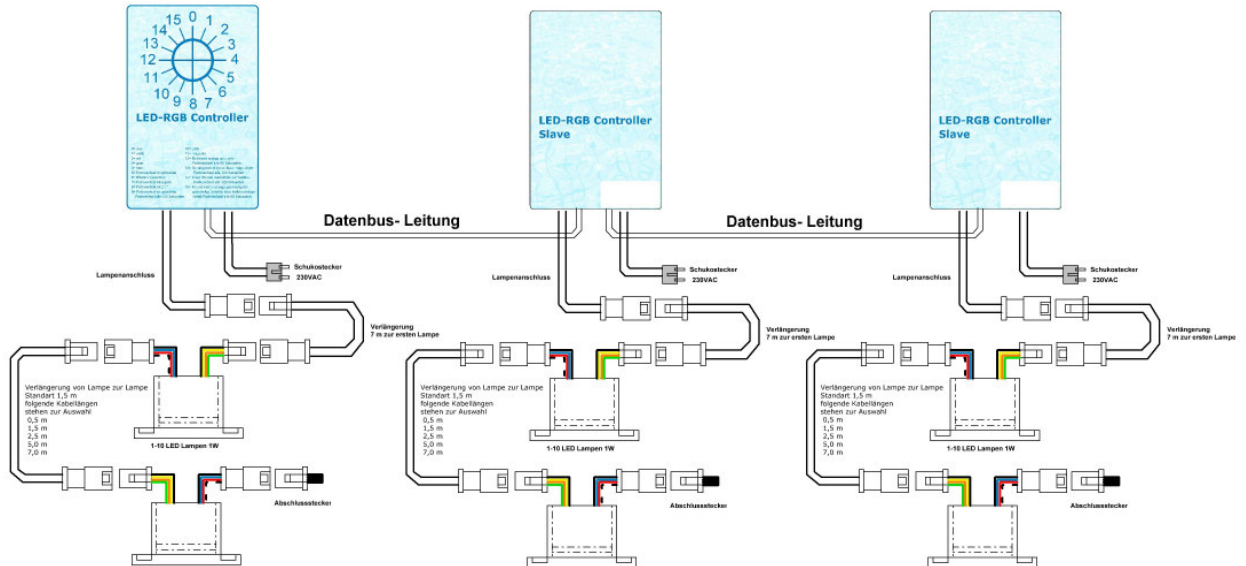 15 0 1
14 2
13 3
12 4
11 5
10 6
9 8 7
LED-RGB Controller
LED-RGB Controller
Slave
LED-RGB Controller
Slave
Datenbus- Leitung
Datenbus- Leitung
Lampenanschluss
Schukostecker
230VAC
Lampenanschluss
Schukostecker
230VAC
Lampenanschluss
Schukostecker
230VAC
Verlängerung
7 m zur ersten Lampe
Verlängerung
7 m zur ersten Lampe
Verlängerung
7 m zur ersten Lampe
Verlängerung von Lampe zur Lampe
Standart 1,5 m
folgende Kabellängen
stehen zur Auswahl
0,5 m
1,5 m
2,5 m
5,0 m
7,0 m
1-10 LED Lampen 1W
Abschlussstecker
Verlängerung von Lampe zur Lampe
Standart 1,5 m
folgende Kabellängen
stehen zur Auswahl
0,5 m
1,5 m
2,5 m
5,0 m
7,0 m
1-10 LED Lampen 1W
Abschlussstecker
Verlängerung von Lampe zur Lampe
Standart 1,5 m
folgende Kabellängen
stehen zur Auswahl
0,5 m
1,5 m
2,5 m
5,0 m
7,0 m
1-10 LED Lampen 1W
Abschlussstecker